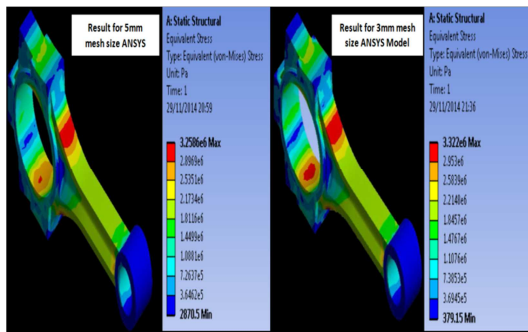 Result for 5mm
mesh size ANSYS
A: Static Structural
Equivalent Stress
Type: Equivalent (von-Mises) Stress
Unit: Pa
Time: 1
29/11/2014 20:59
3.2586e6 Max
2.8969e6
2.5351e6
2.1734e6
1.8116e6
1.4499e6
1.0881e6
7.2637e5
3.6462e5
2870.5 Min
Result for 3mm mesh
size ANSYS Model
A: Static Structural
Equivalent Stress
Type: Equivalent (von-Mises) Stress
Unit: Pa
Time: 1
29/11/2014 21:36
3.322e6 Max
2.953e6
2.5839e6
2.2148e6
1.8457e6
1.4767e6
1.1076e6
7.3853e5
3.6945e5
379.15 Min